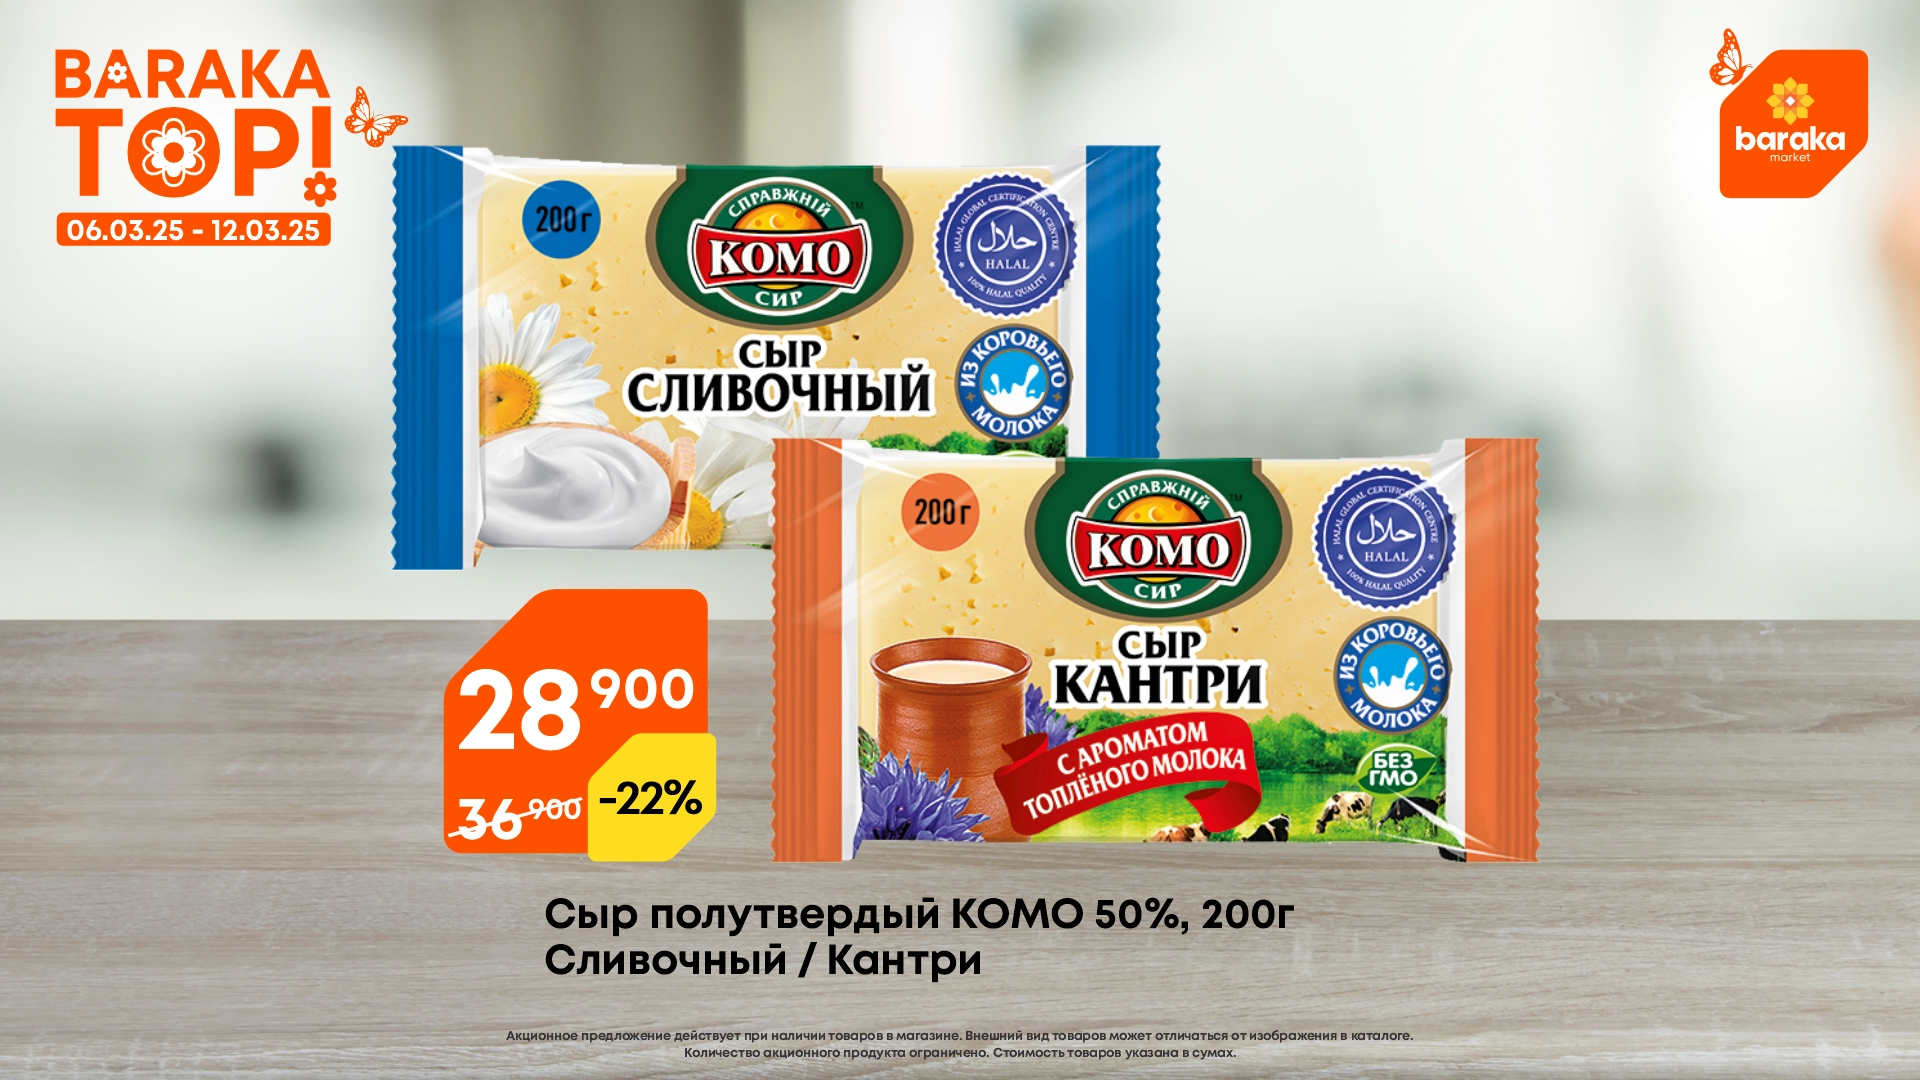 BARAKA
TOP!
06.03.25 - 12.03.25
baraka
market
200 г
СПРАВЖНІЙ
КОМО
TM
СИР
HALAL GLOBAL CERTIFICATION CENTRE
حلال
HALAL
100% HALAL QUALITY
СЫР
СЛИВОЧНЫЙ
ИЗ КОРОВЬЕГО
МОЛОКА
200 г
СПРАВЖНІЙ
КОМО
TM
СИР
HALAL GLOBAL CERTIFICATION CENTRE
حلال
HALAL
100% HALAL QUALITY
СЫР
КАНТРИ
ИЗ КОРОВЬЕГО
МОЛОКА
С АРОМАТОМ
ТОПЛЁНОГО МОЛОКА
БЕЗ
ГМО
28 900
36 900
-22%
Сыр полутвердый КОМО 50%, 200г
Сливочный / Кантри
Акционное предложение действует при наличии товаров в магазине. Внешний вид товаров может отличаться от изображения в каталоге.
Количество акционного продукта ограничено. Стоимость товаров указана в сумах.